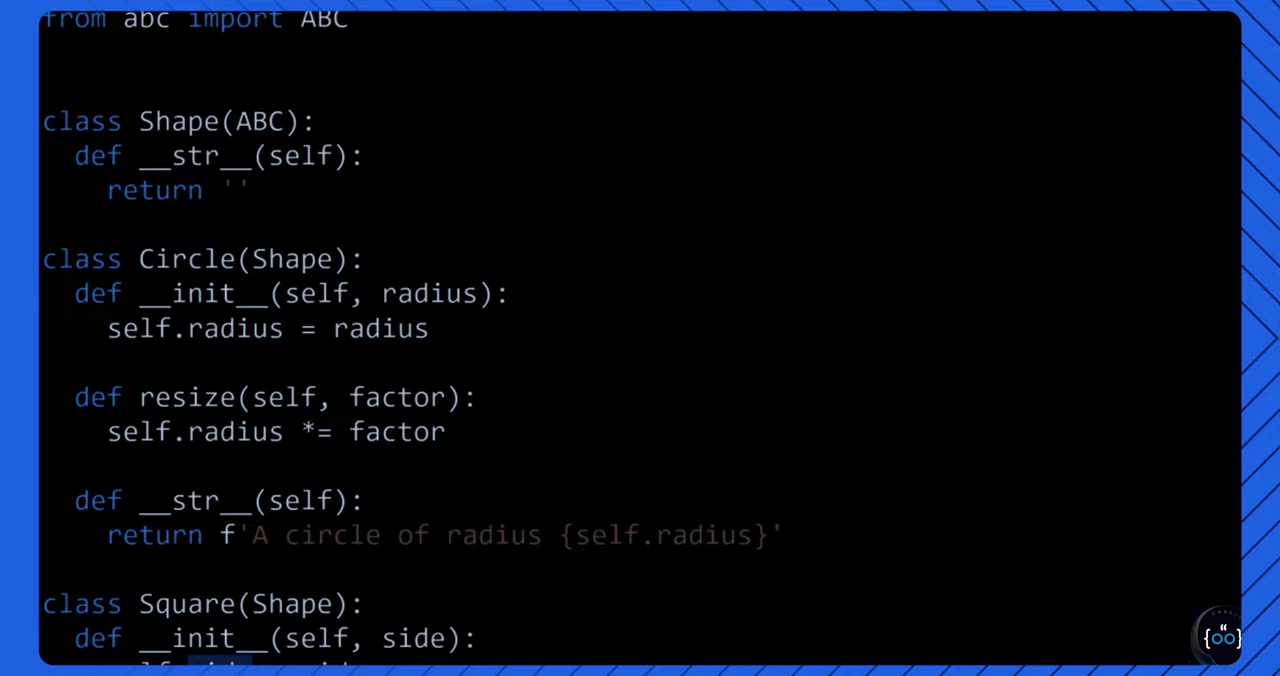 from abc import ABC
class Shape(ABC):
def __str__(self):
return ''
class Circle(Shape):
def __init__(self, radius):
self.radius = radius
def resize(self, factor):
self.radius *= factor
def __str__(self):
return f'A circle of radius {self.radius}'
class Square(Shape):
def __init__(self, side):